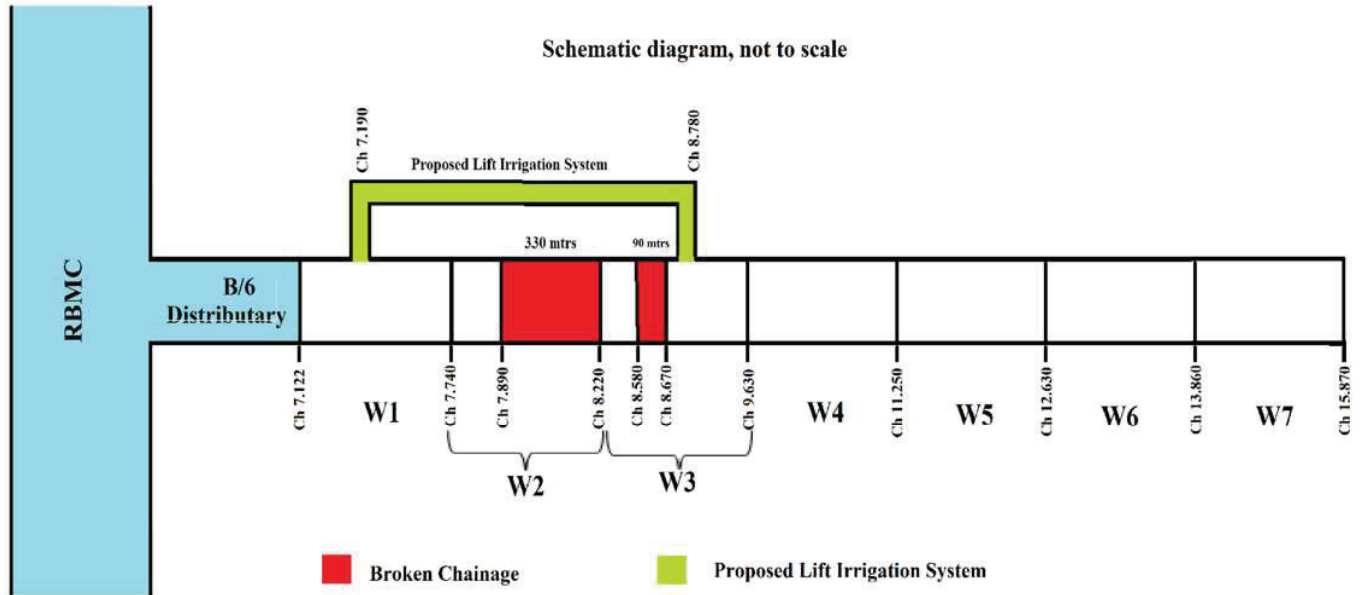 Schematic diagram, not to scale
Ch 7.190
Ch 8.780
Proposed Lift Irrigation System
330 mtrs
90 mtrs
RBMC
B/6
Distributary
Ch 7.122
Ch 7.740
Ch 7.890
Ch 8.220
Ch 8.580
Ch 8.670
Ch 9.630
Ch 11.250
Ch 12.630
Ch 13.860
Ch 15.870
W1
W4
W5
W6
W7
W2
W3
Broken Chainage
Proposed Lift Irrigation System